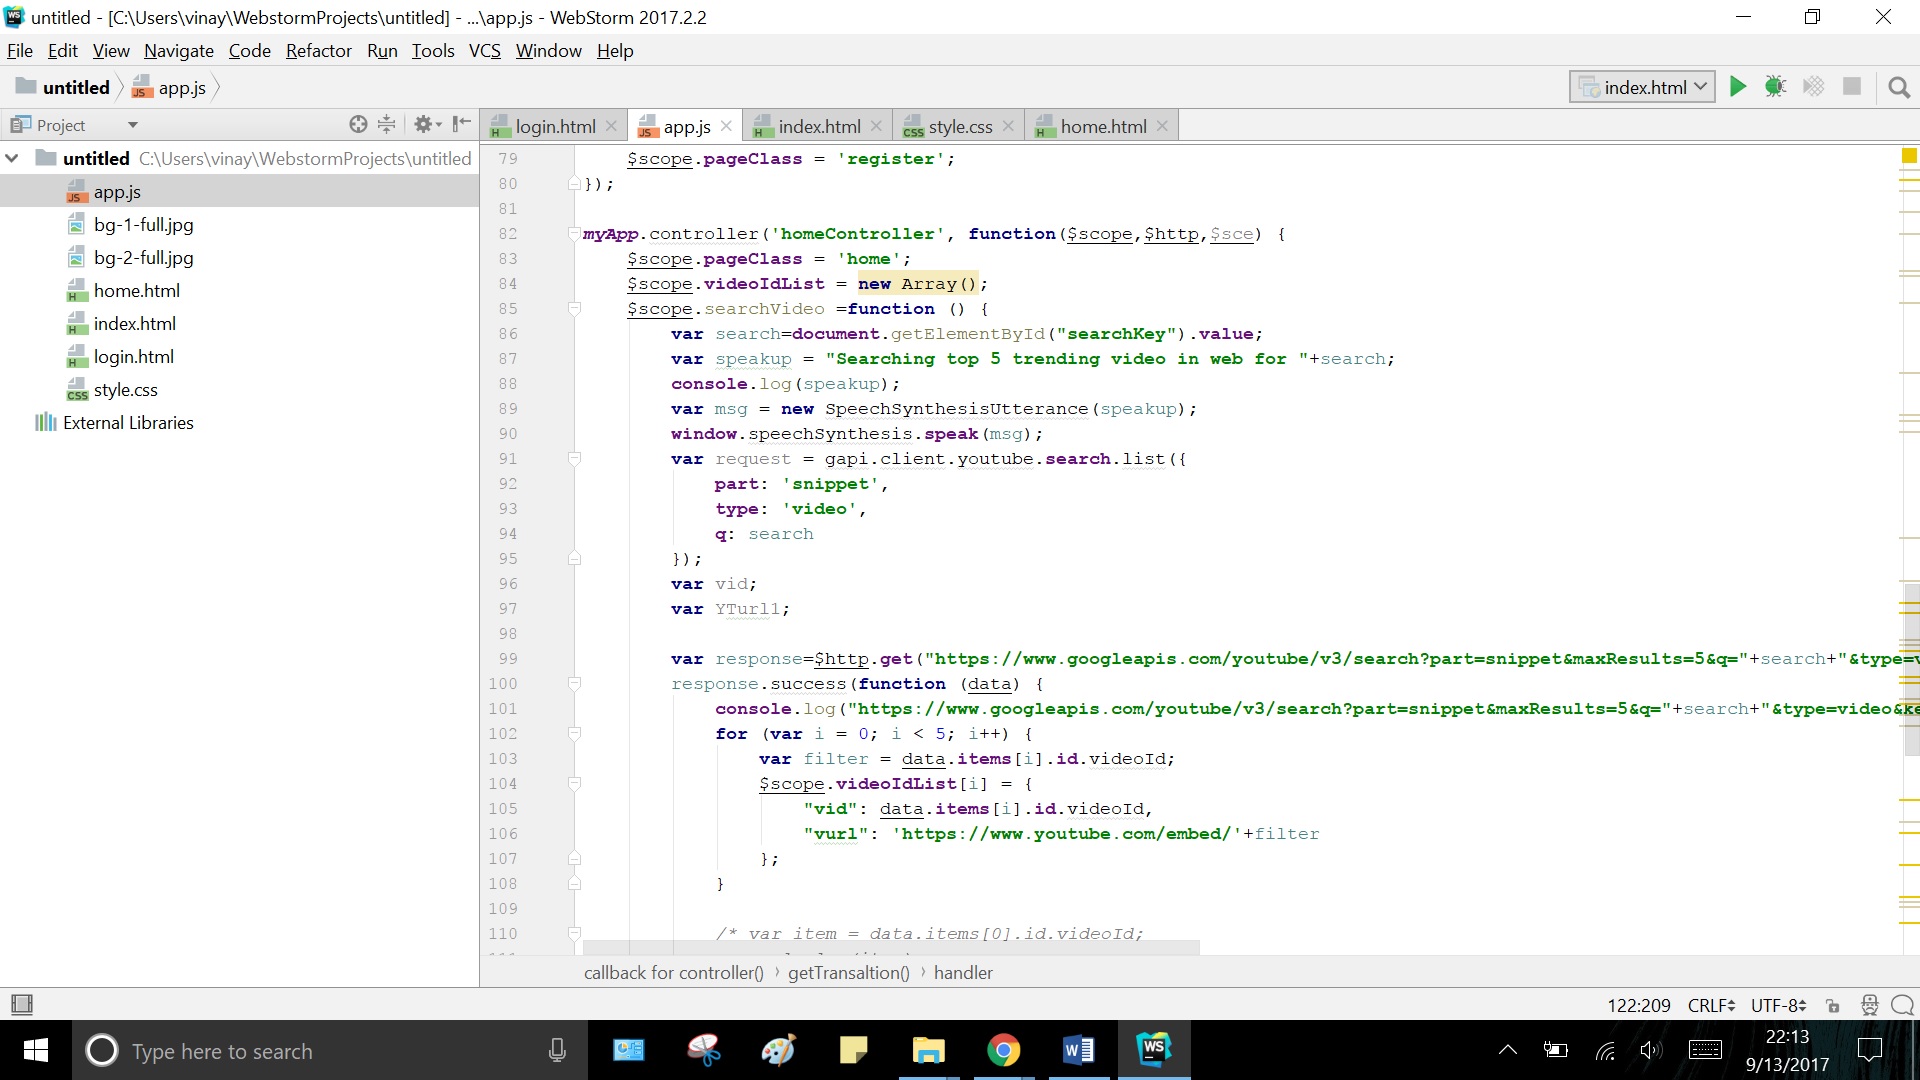 untitled - [C:\Users\vinay\WebstormProjects\untitled] - ...\app.js - WebStorm 2017.2.2
File Edit View Navigate Code Refactor Run Tools VCS Window Help
untitled app.js index.html
Project
login.html app.js index.html style.css home.html
untitled C:\Users\vinay\WebstormProjects\untitled
app.js
bg-1-full.jpg
bg-2-full.jpg
home.html
index.html
login.html
style.css
External Libraries
79 $scope.pageClass = 'register';
80 });
81
82 myApp.controller('homeController', function($scope,$http,$sce) {
83 $scope.pageClass = 'home';
84 $scope.videoIdList = new Array();
85 $scope.searchVideo =function () {
86 var search=document.getElementById("searchKey").value;
87 var speakup = "Searching top 5 trending video in web for "+search;
88 console.log(speakup);
89 var msg = new SpeechSynthesisUtterance(speakup);
90 window.speechSynthesis.speak(msg);
91 var request = gapi.client.youtube.search.list({
92 part: 'snippet',
93 type: 'video',
94 q: search
95 });
96 var vid;
97 var YTurl1;
98
99 var response=$http.get("https://www.googleapis.com/youtube/v3/search?part=snippet&maxResults=5&q="+search+"&type=v
100 response.success(function (data) {
101 console.log("https://www.googleapis.com/youtube/v3/search?part=snippet&maxResults=5&q="+search+"&type=video&ke
102 for (var i = 0; i < 5; i++) {
103 var filter = data.items[i].id.videoId;
104 $scope.videoIdList[i] = {
105 "vid": data.items[i].id.videoId,
106 "vurl": 'https://www.youtube.com/embed/'+filter
107 };
108 }
109
110 /* var item = data.items[0].id.videoId;
callback for controller() › getTransaltion() › handler
122:209 CRLF UTF-8
Type here to search
22:13
9/13/2017